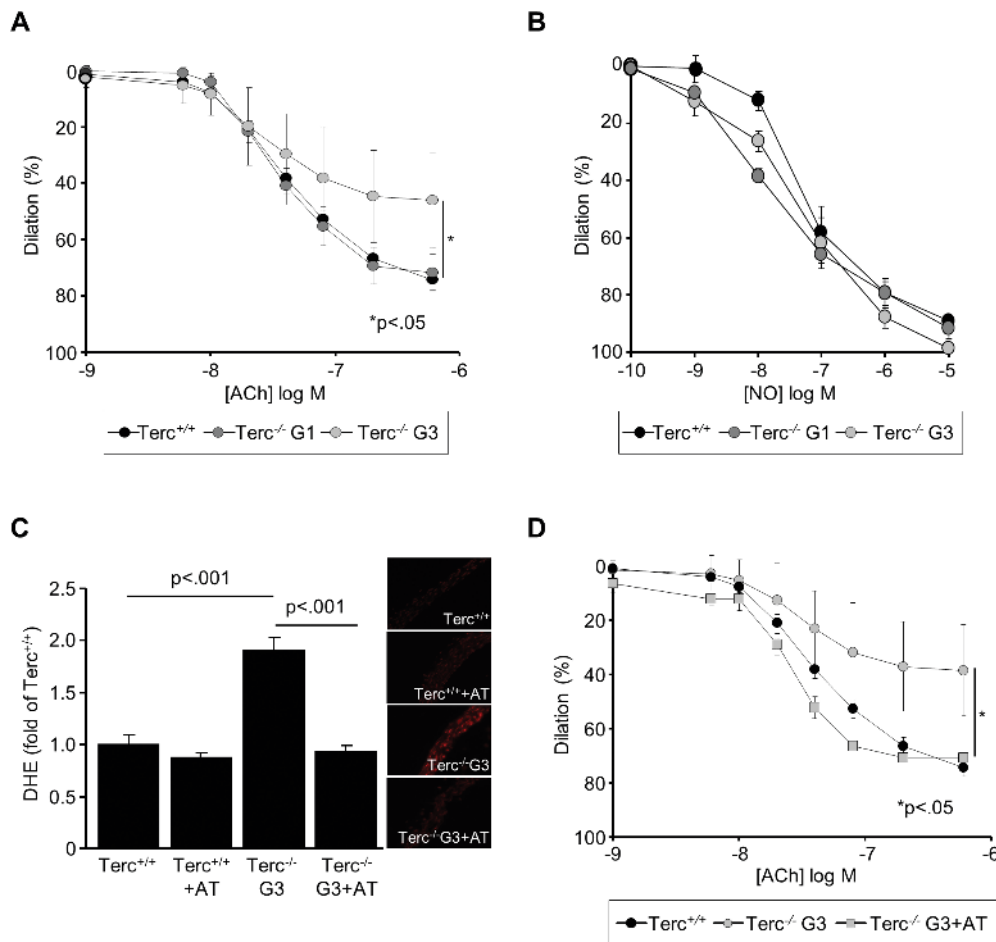 A
0
20
40
60
80
100
Dilation (%)
*
*p<.05
-9
-8
-7
-6
[ACh] log M
Terc+/+ Terc-/- G1 Terc-/- G3
B
0
20
40
60
80
100
Dilation (%)
-10
-9
-8
-7
-6
-5
[NO] log M
Terc+/+ Terc-/- G1 Terc-/- G3
C
2.5
2.0
1.5
1.0
0.5
0
DHE (fold of Terc+/+)
p<.001
p<.001
Terc+/+
Terc+/+
+AT
Terc-/-
G3
Terc-/-
G3+AT
Terc+/+
Terc+/++AT
Terc-/-G3
Terc-/-G3+AT
D
0
20
40
60
80
100
Dilation (%)
*
*p<.05
-9
-8
-7
-6
[ACh] log M
Terc+/+ Terc-/- G3 Terc-/- G3+AT